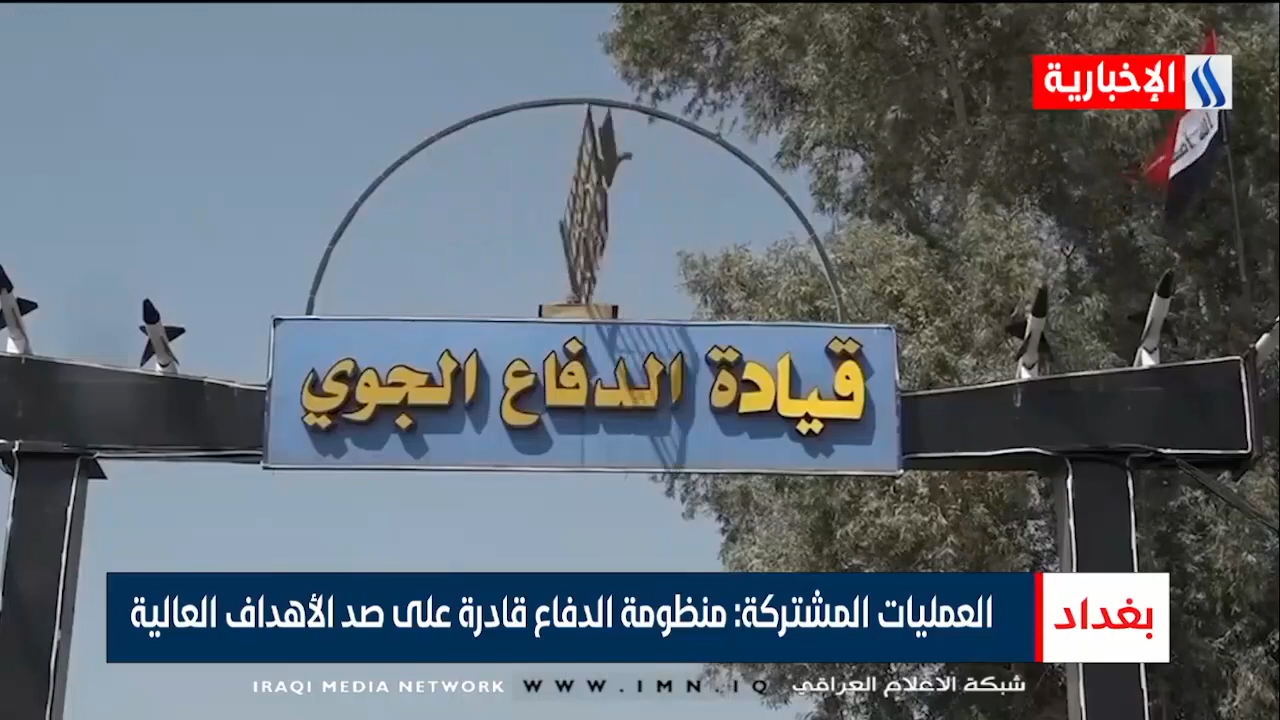 الإخبارية
قيادة الدفاع الجوي
بغداد
العمليات المشتركة: منظومة الدفاع قادرة على صد الأهداف العالية
IRAQI MEDIA NETWORK WWW.IMN.IQ شبكة الاعلام العراقي